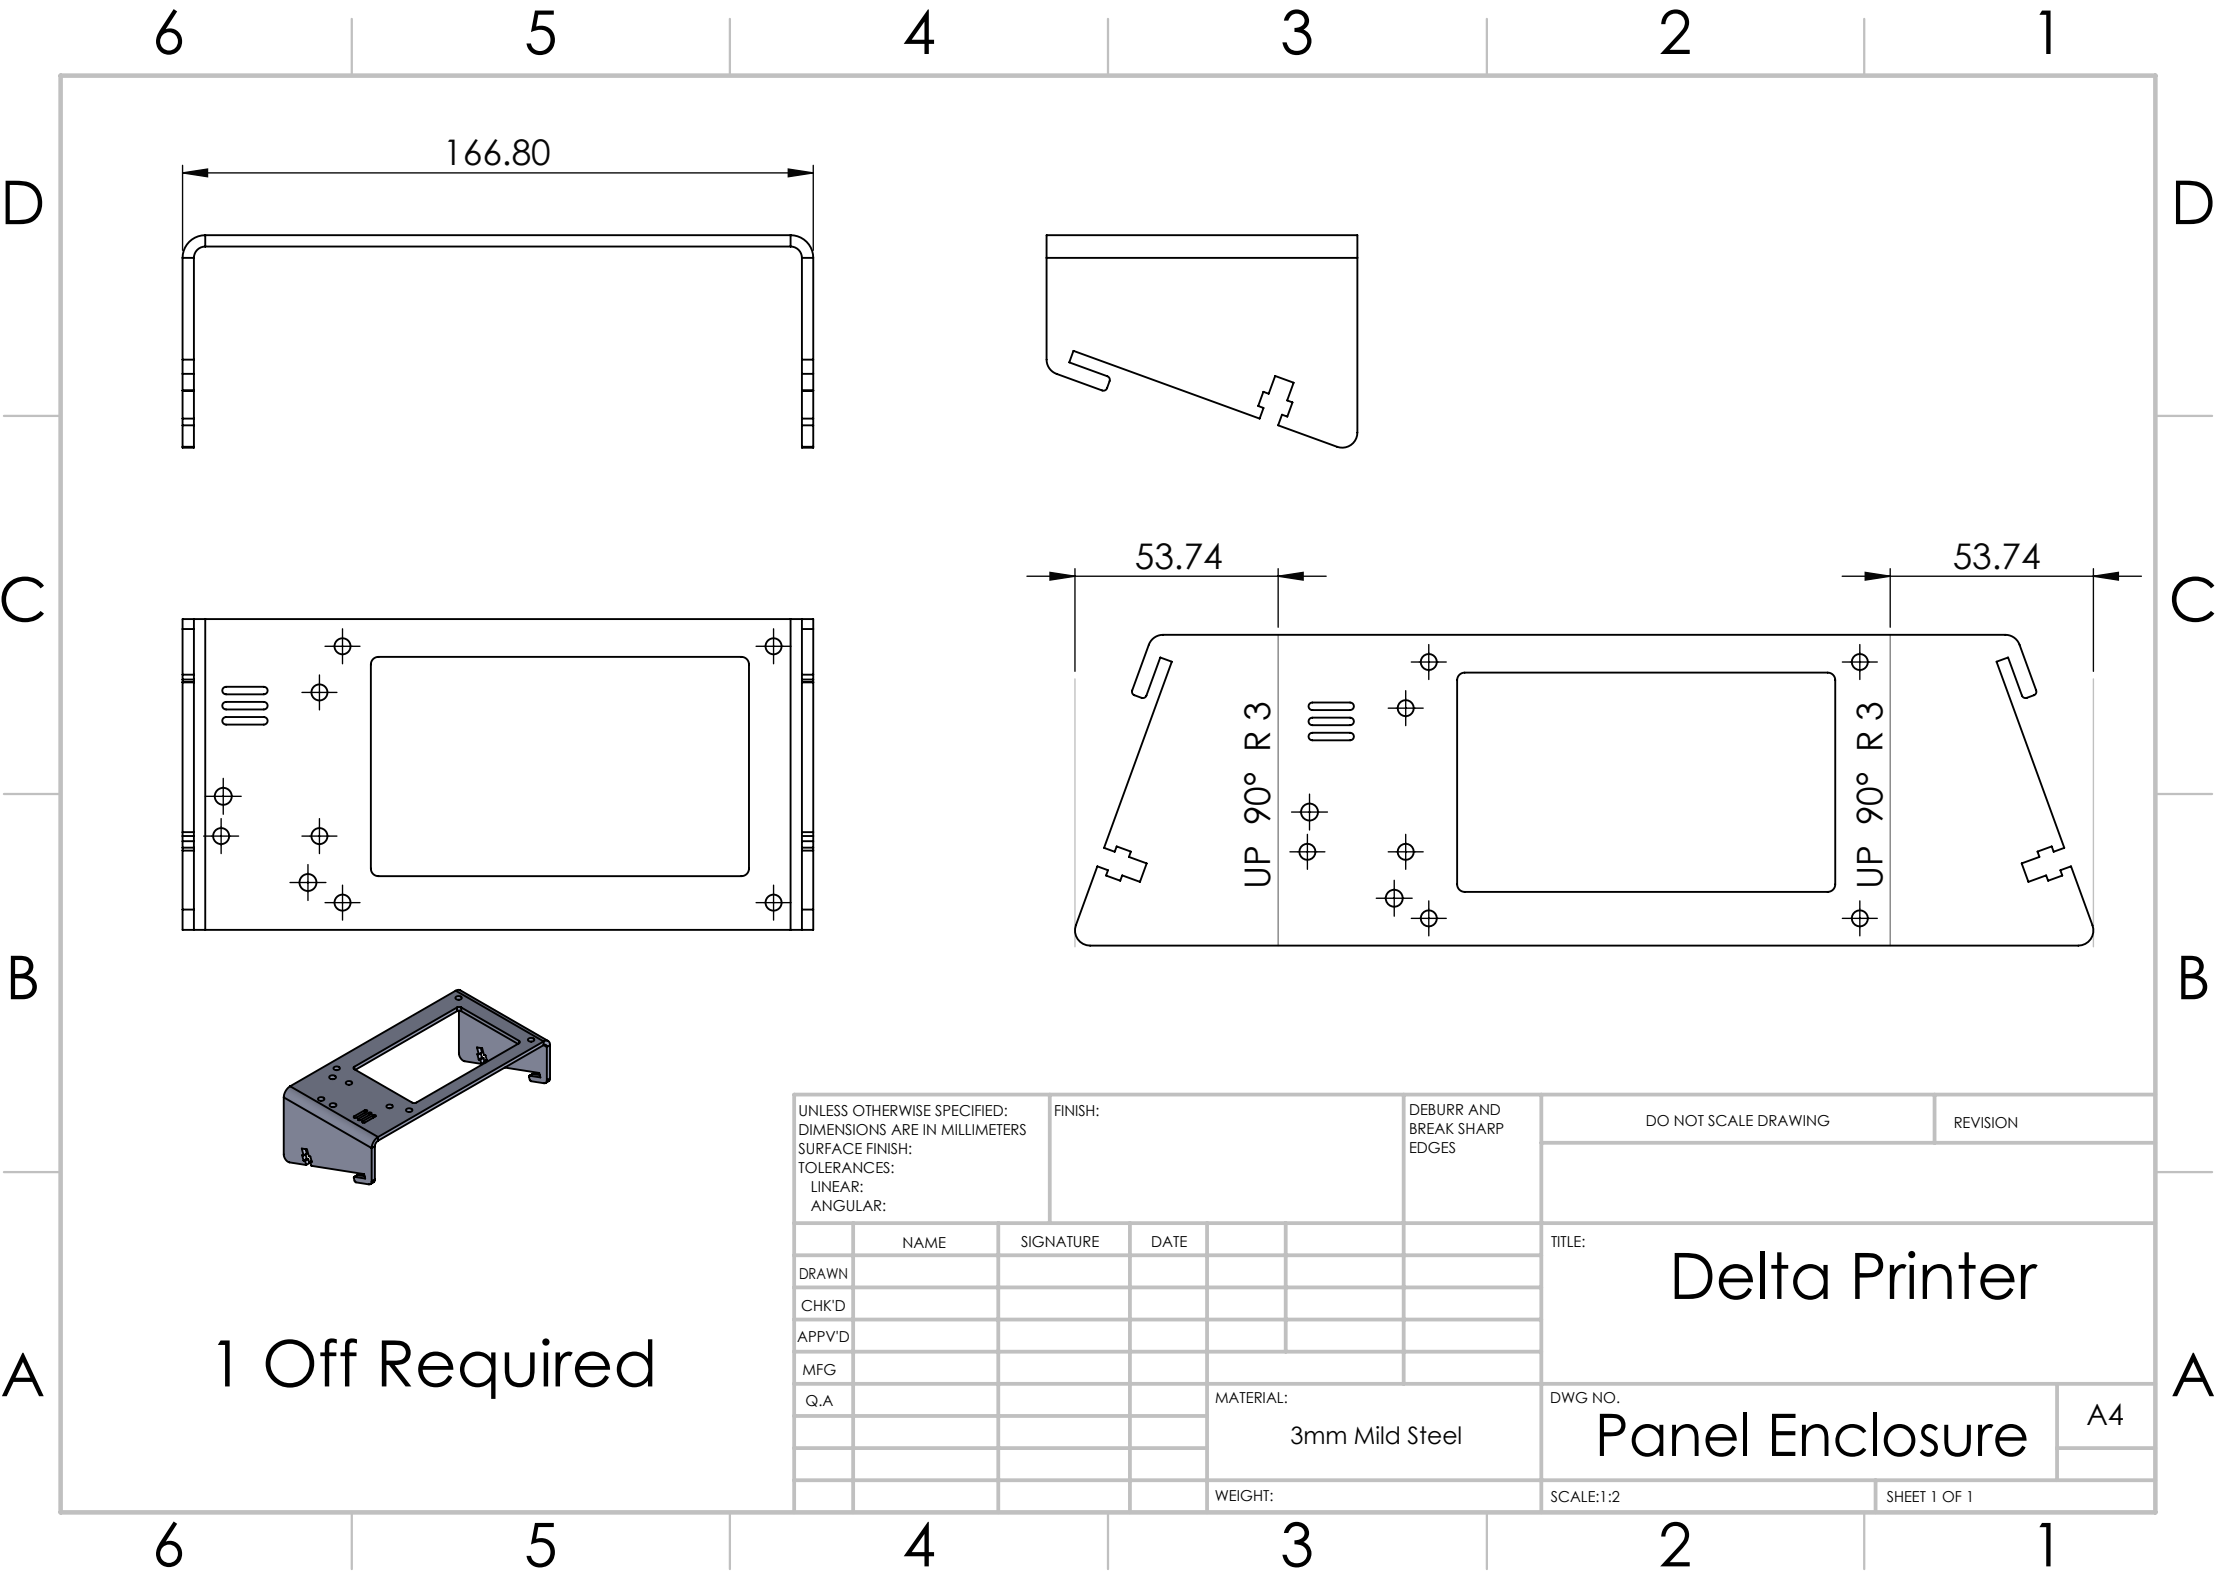 6 5 4 3 2 1
D D
166.80
C C
53.74 53.74
UP 90° R 3 UP 90° R 3
B B
UNLESS OTHERWISE SPECIFIED:
DIMENSIONS ARE IN MILLIMETERS
SURFACE FINISH:
TOLERANCES:
LINEAR:
ANGULAR:
FINISH:
DEBURR AND
BREAK SHARP
EDGES
DO NOT SCALE DRAWING
REVISION
NAME SIGNATURE DATE
DRAWN
CHK'D
APPV'D
MFG
Q.A
TITLE:
Delta Printer
1 Off Required
A A
MATERIAL:
3mm Mild Steel
DWG NO.
Panel Enclosure
A4
WEIGHT:
SCALE:1:2
SHEET 1 OF 1
6 5 4 3 2 1